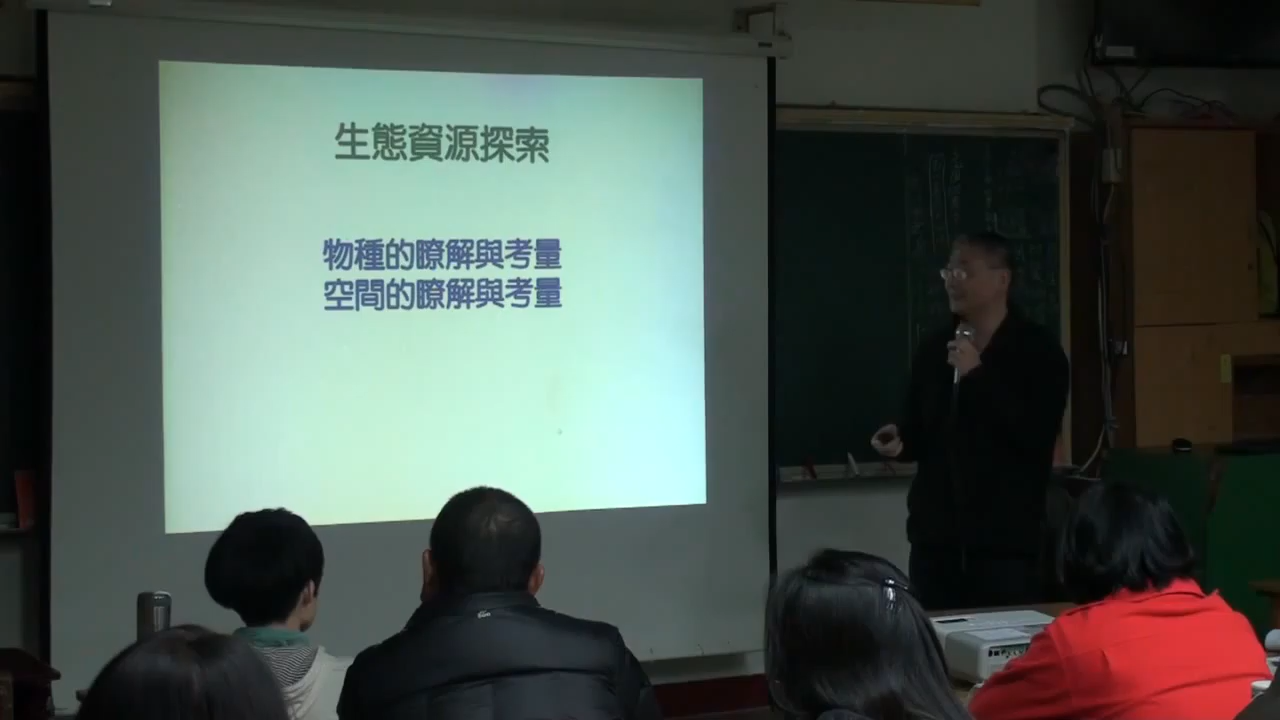 生態資源探索
物種的瞭解與考量
空間的瞭解與考量